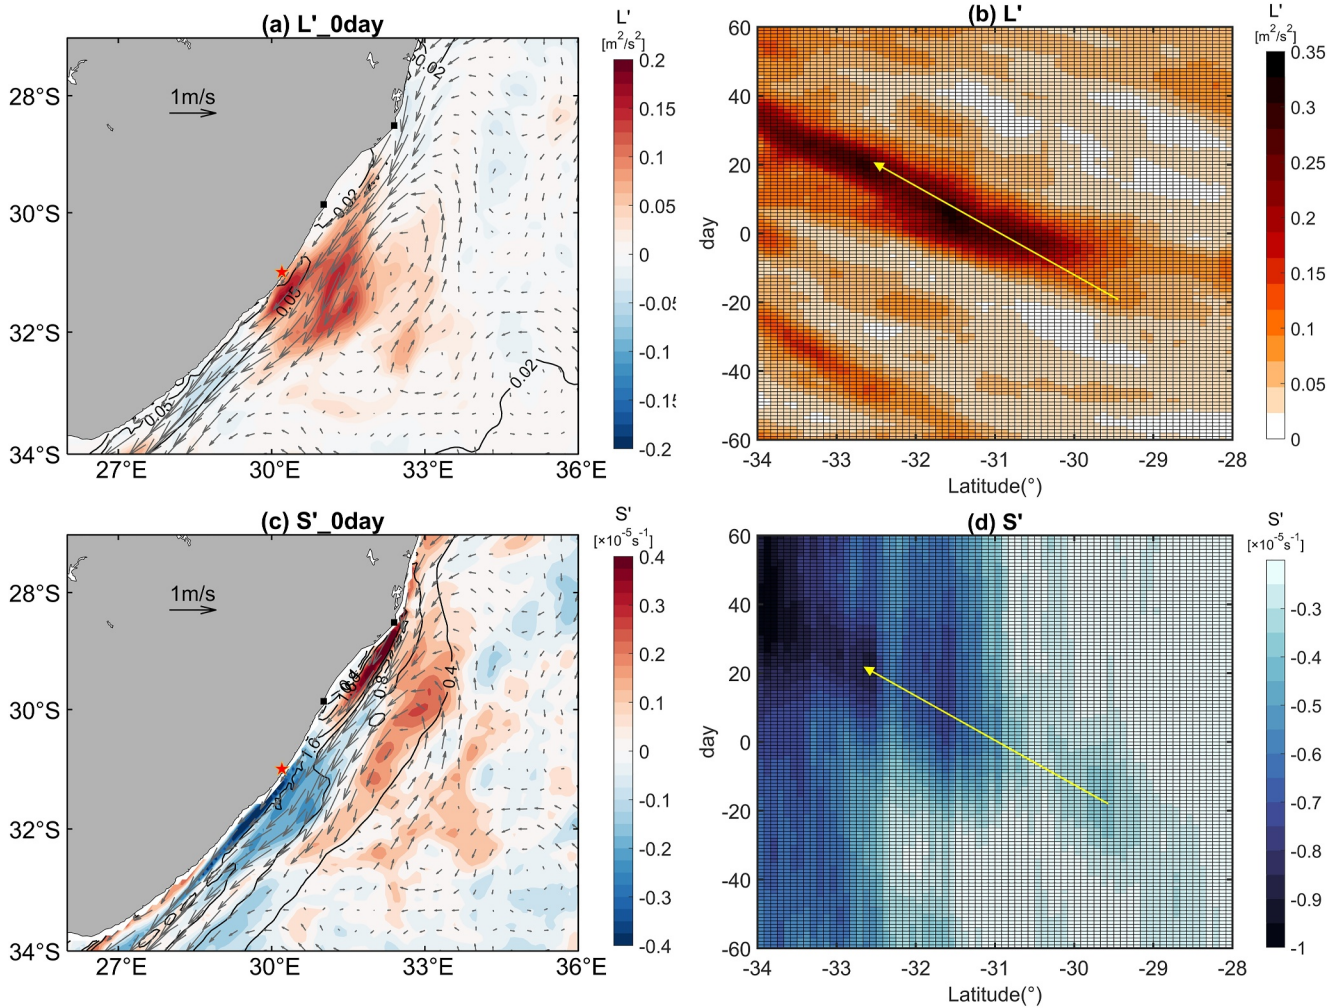 (a) L'_0day
L'
[m²/s²]
1m/s
0.02
0.02
0.05
0.05
0.02
28°S
30°S
32°S
34°S
27°E
30°E
33°E
36°E
0.2
0.15
0.1
0.05
0
-0.05
-0.1
-0.15
-0.2
(b) L'
L'
[m²/s²]
day
60
40
20
0
-20
-40
-60
-34
-33
-32
-31
-30
-29
-28
Latitude(°)
0.35
0.3
0.25
0.2
0.15
0.1
0.05
0
(c) S'_0day
S'
[×10⁻⁵s⁻¹]
1m/s
0.8
0.4
1.6
28°S
30°S
32°S
34°S
27°E
30°E
33°E
36°E
0.4
0.3
0.2
0.1
0
-0.1
-0.2
-0.3
-0.4
(d) S'
S'
[×10⁻⁵s⁻¹]
day
60
40
20
0
-20
-40
-60
-34
-33
-32
-31
-30
-29
-28
Latitude(°)
-0.3
-0.4
-0.5
-0.6
-0.7
-0.8
-0.9
-1